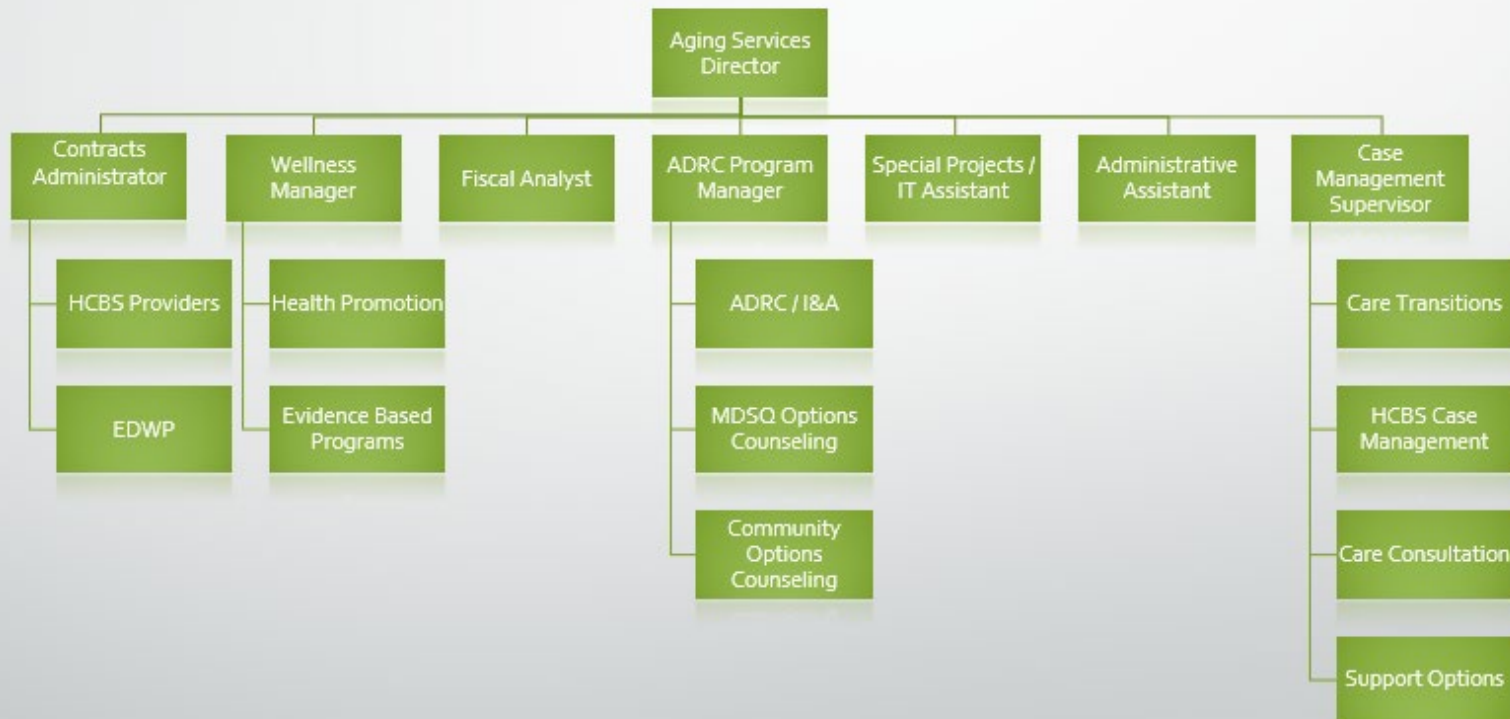 Aging Services
Director
Contracts
Administrator
Wellness
Manager
Fiscal Analyst
ADRC Program
Manager
Special Projects /
IT Assistant
Administrative
Assistant
Case
Management
Supervisor
HCBS Providers
EDWP
Health Promotion
Evidence Based
Programs
ADRC / I&A
MDSQ Options
Counseling
Community
Options
Counseling
Care Transitions
HCBS Case
Management
Care Consultation
Support Options